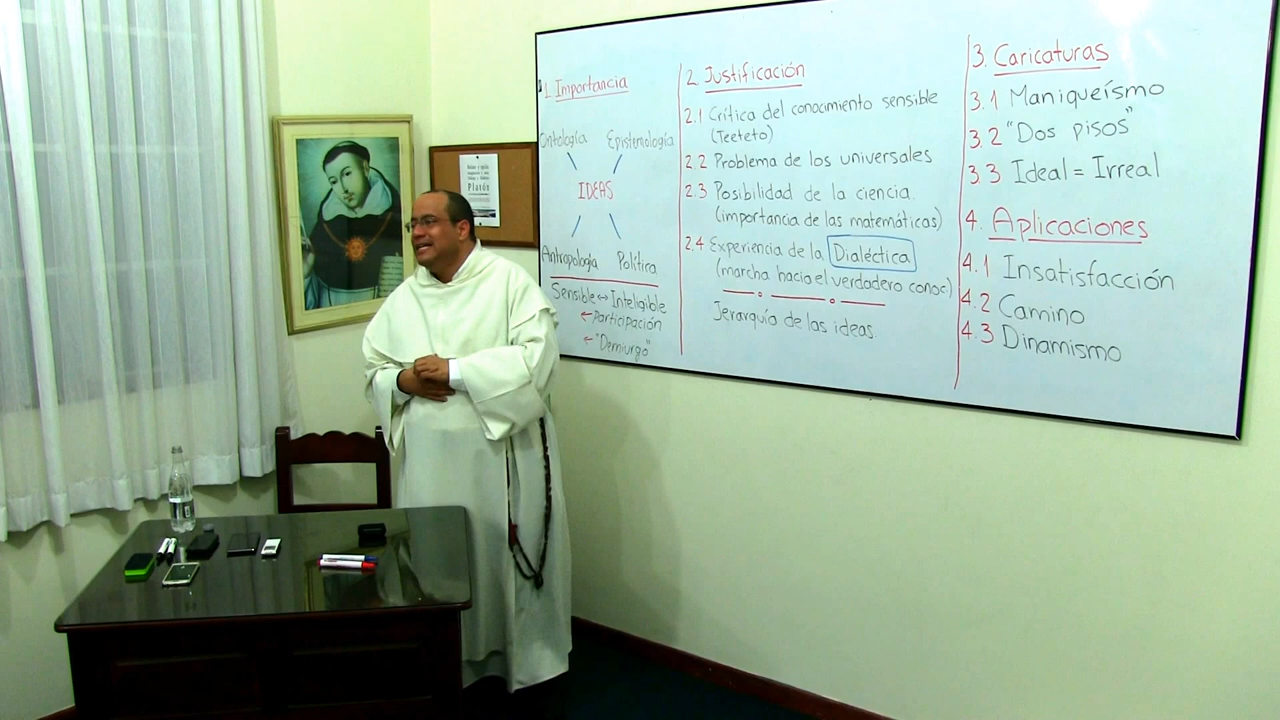 1. Importancia
Ontología Epistemología
IDEAS
Antropología Política
Sensible ↔ Inteligible
← Participación
← "Demiurgo"
2. Justificación
2.1 Crítica del conocimiento sensible
(Teeteto)
2.2 Problema de los universales
2.3 Posibilidad de la ciencia.
(importancia de las matemáticas)
2.4 Experiencia de la Dialéctica
(marcha hacia el verdadero conoc)
Jerarquía de las ideas.
3. Caricaturas
3.1 Maniqueísmo
3.2 "Dos pisos"
3.3 Ideal = Irreal
4. Aplicaciones
4.1 Insatisfacción
4.2 Camino
4.3 Dinamismo
Platón